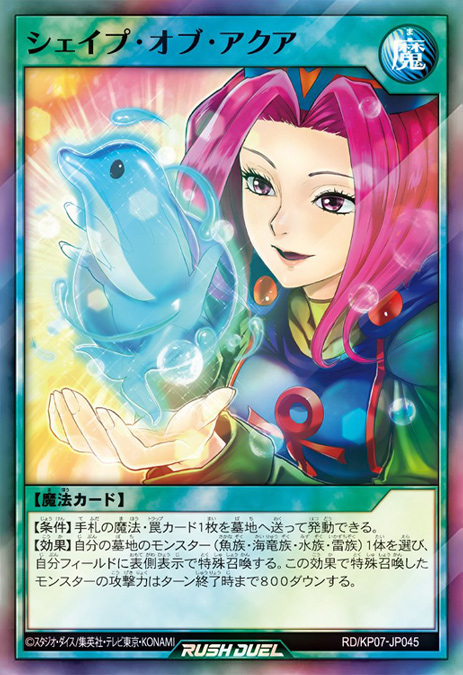 シェイプ・オブ・アクア
魔
【魔法カード】
【条件】手札の魔法・罠カード1枚を墓地へ送って発動できる。
【効果】自分の墓地のモンスター(魚族・海竜族・水族・雷族)1体を選び、
自分フィールドに表側表示で特殊召喚する。この効果で特殊召喚した
モンスターの攻撃力はターン終了時まで800ダウンする。
©スタジオ・ダイス/集英社・テレビ東京・KONAMI
RUSH DUEL
RD/KP07-JP045